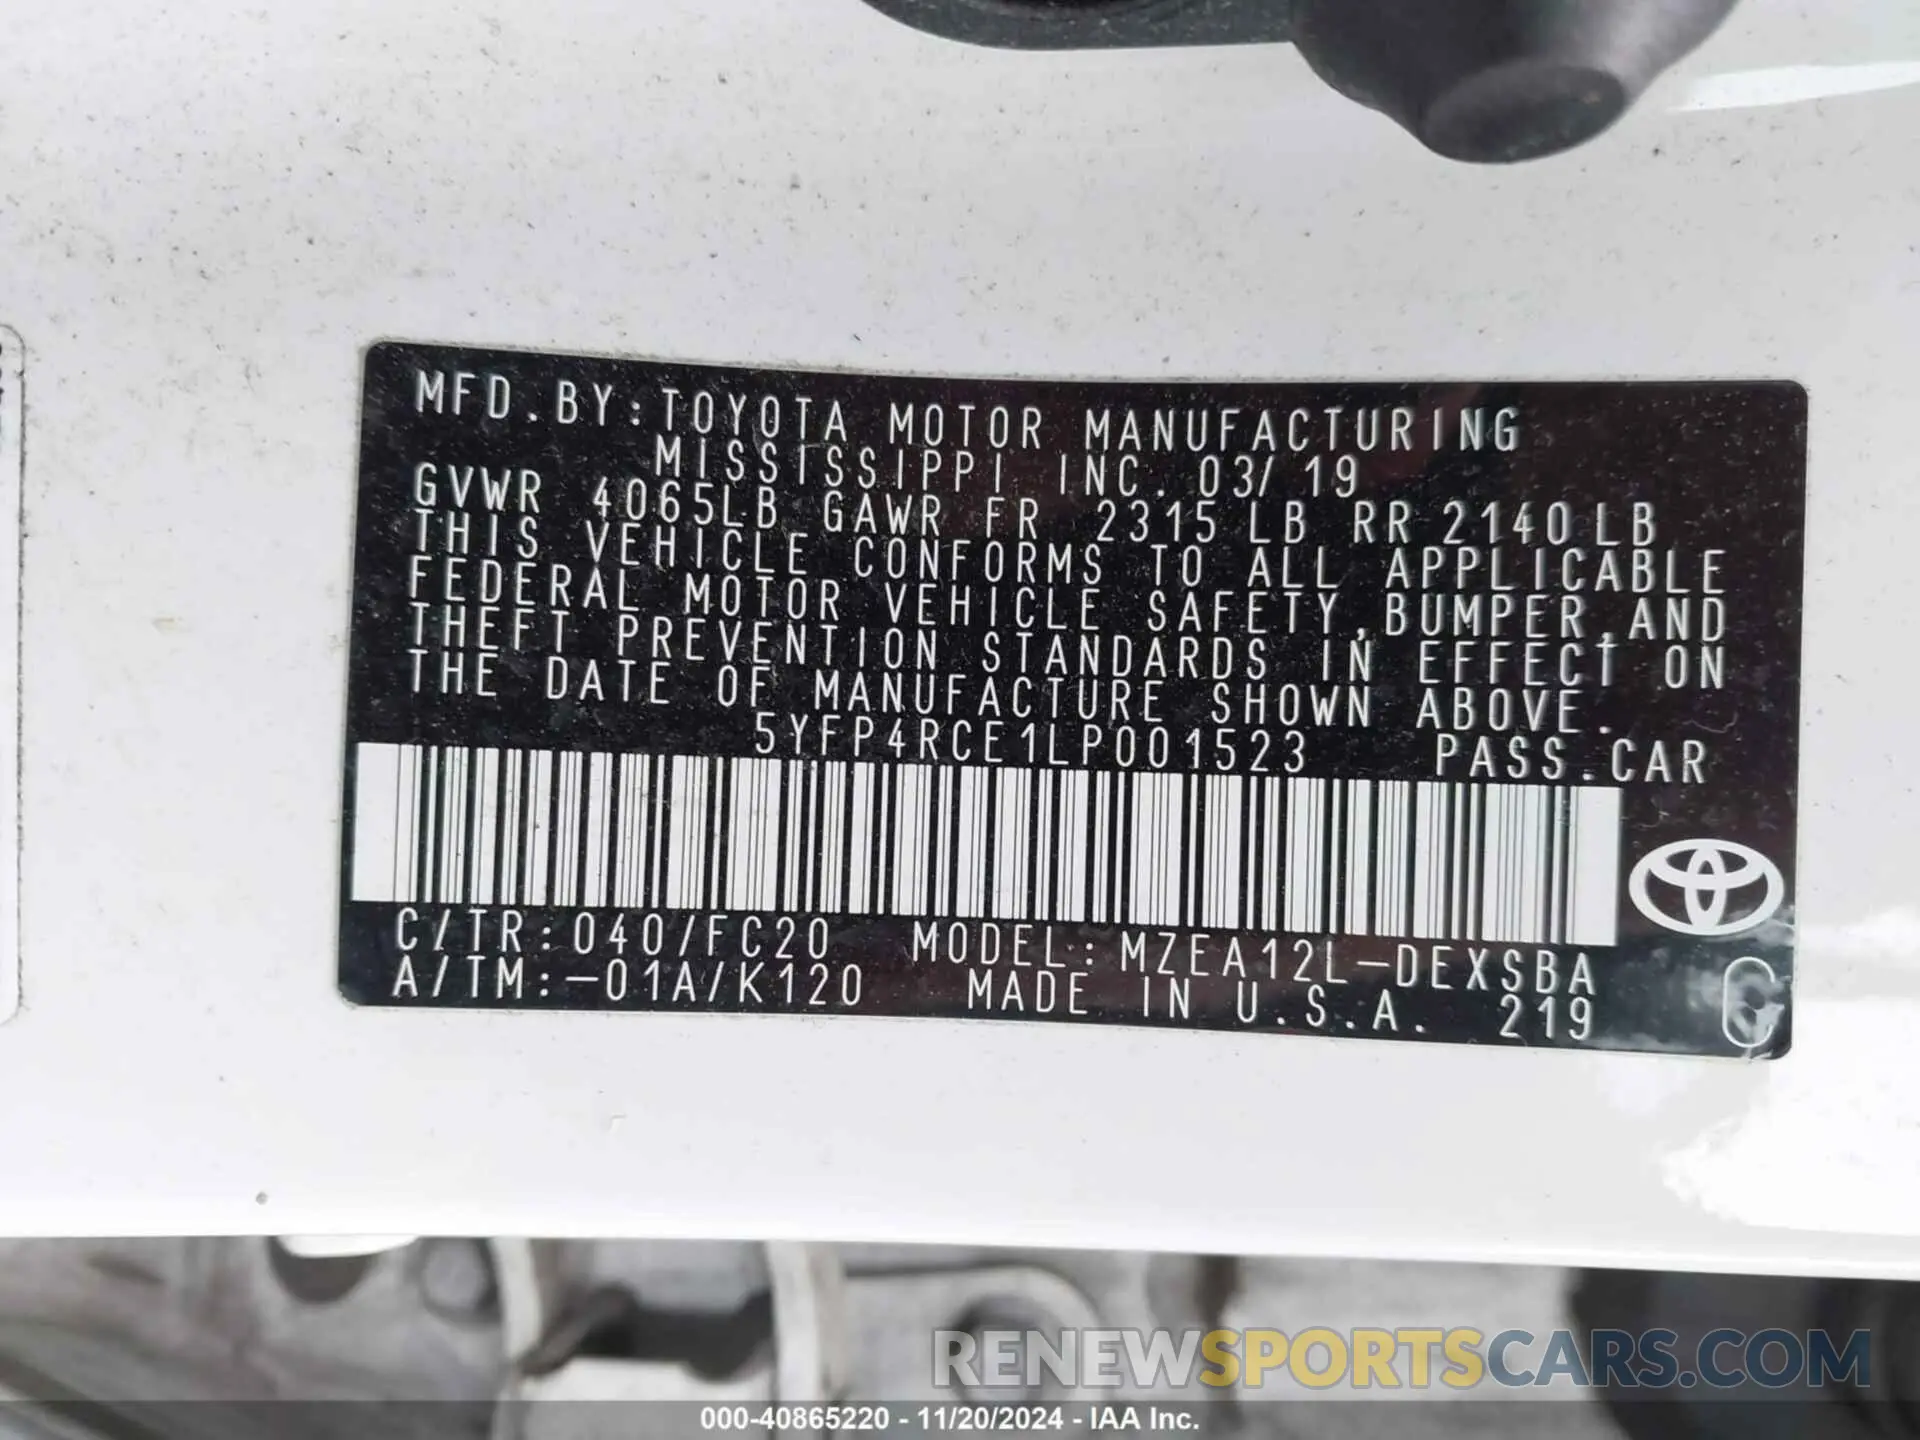 MFD.BY:TOYOTA MOTOR MANUFACTURING
MISSISSIPPI INC. 03/19
GVWR 4065LB GAWR FR 2315LB RR 2140LB
THIS VEHICLE CONFORMS TO ALL APPLICABLE
FEDERAL MOTOR VEHICLE SAFETY,BUMPER,AND
THEFT PREVENTION STANDARDS IN EFFECT ON
THE DATE OF MANUFACTURE SHOWN ABOVE.
5YFP4RCE1LP001523 PASS.CAR
C/TR:040/FC20 MODEL:MZEA12L-DEXSBA
A/TM:-01A/K120 MADE IN U.S.A. 219
C
RENEWSPORTSCARS.COM
000-40865220 - 11/20/2024 - IAA Inc.